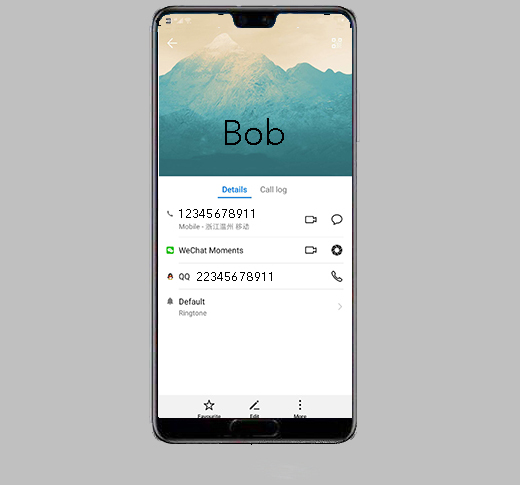 Bob
Details Call log
12345678911
Mobile - 浙江温州 移动
WeChat Moments
QQ 22345678911
Default
Ringtone
Favourite Edit More